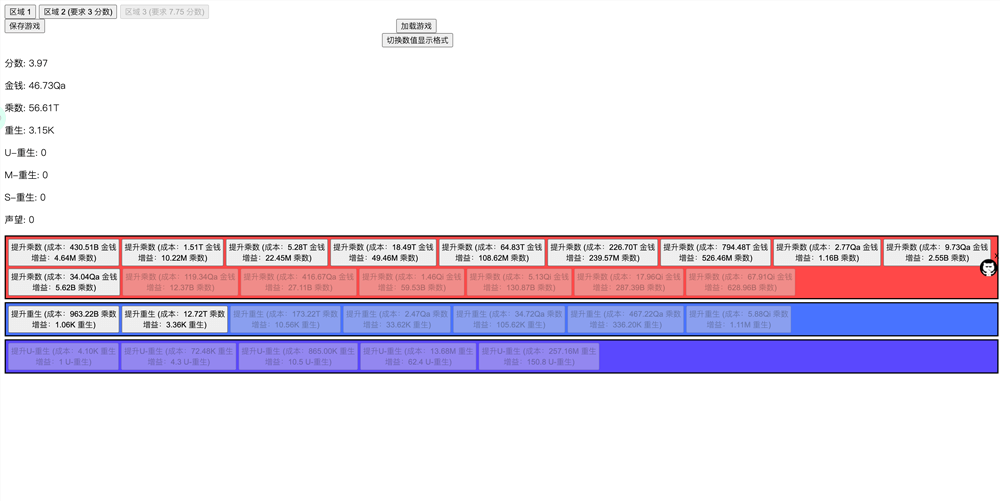 区域 1 区域 2 (要求 3 分数) 区域 3 (要求 7.75 分数)
保存游戏 加载游戏
切换数值显示格式
分数: 3.97
金钱: 46.73Qa
乘数: 56.61T
重生: 3.15K
U-重生: 0
M-重生: 0
S-重生: 0
声望: 0
提升乘数 (成本: 430.51B 金钱 提升乘数 (成本: 1.51T 金钱 提升乘数 (成本: 5.28T 金钱 提升乘数 (成本: 18.49T 金钱 提升乘数 (成本: 64.83T 金钱 提升乘数 (成本: 226.70T 金钱 提升乘数 (成本: 794.48T 金钱 提升乘数 (成本: 2.77Qa 金钱 提升乘数 (成本: 9.73Qa 金钱
增益: 4.64M 乘数) 增益: 10.22M 乘数) 增益: 22.45M 乘数) 增益: 49.46M 乘数) 增益: 108.62M 乘数) 增益: 239.57M 乘数) 增益: 526.46M 乘数) 增益: 1.16B 乘数) 增益: 2.55B 乘数)
提升乘数 (成本: 34.04Qa 金钱 提升乘数 (成本: 119.34Qa 金钱 提升乘数 (成本: 416.67Qa 金钱 提升乘数 (成本: 1.46Qi 金钱 提升乘数 (成本: 5.13Qi 金钱 提升乘数 (成本: 17.96Qi 金钱 提升乘数 (成本: 67.91Qi 金钱
增益: 5.62B 乘数) 增益: 12.37B 乘数) 增益: 27.11B 乘数) 增益: 59.53B 乘数) 增益: 130.87B 乘数) 增益: 287.39B 乘数) 增益: 628.96B 乘数)
提升重生 (成本: 963.22B 乘数 提升重生 (成本: 12.72T 乘数 提升重生 (成本: 173.22T 乘数 提升重生 (成本: 2.47Qa 乘数 提升重生 (成本: 34.72Qa 乘数 提升重生 (成本: 467.22Qa 乘数 提升重生 (成本: 5.88Qi 乘数
增益: 1.06K 重生) 增益: 3.36K 重生) 增益: 10.56K 重生) 增益: 33.62K 重生) 增益: 105.62K 重生) 增益: 336.20K 重生) 增益: 1.11M 重生)
提升U-重生 (成本: 4.10K 重生 提升U-重生 (成本: 72.48K 重生 提升U-重生 (成本: 865.00K 重生 提升U-重生 (成本: 13.68M 重生 提升U-重生 (成本: 257.16M 重生
增益: 1 U-重生) 增益: 4.3 U-重生) 增益: 10.5 U-重生) 增益: 62.4 U-重生) 增益: 150.8 U-重生)